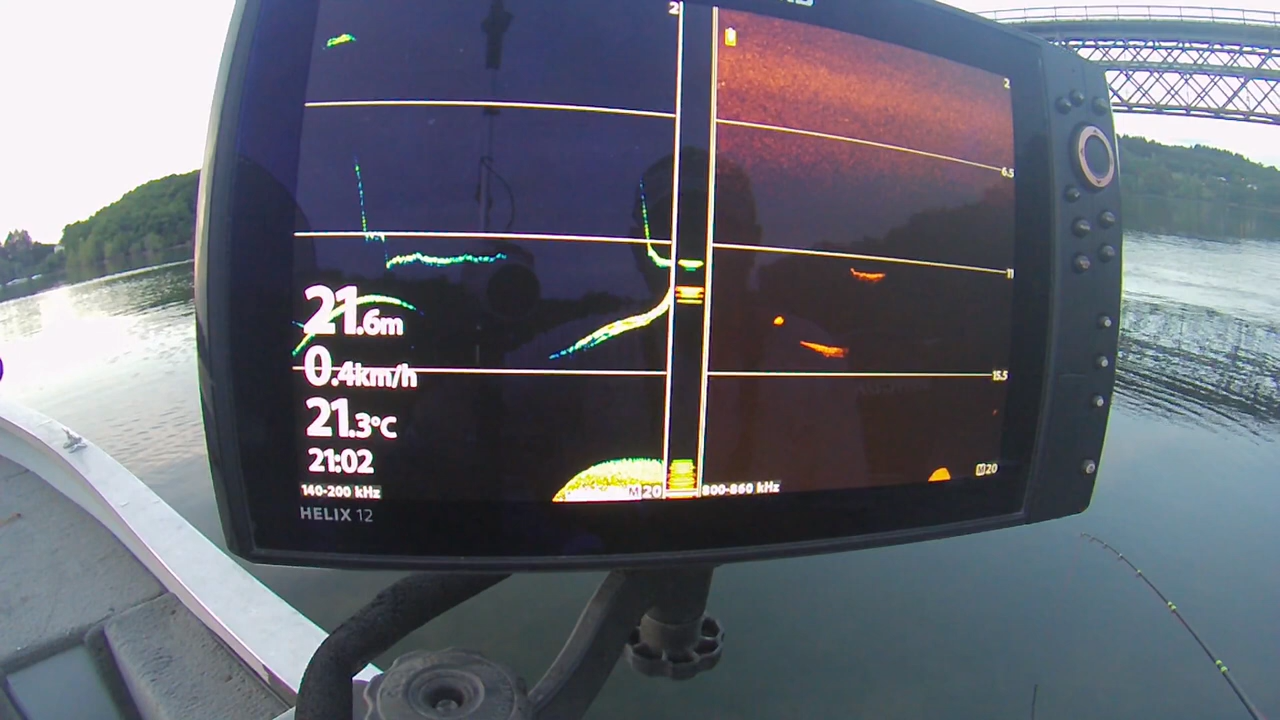 2
2
6.5
11
21.6m
0.4km/h
15.5
21.3°C
21:02
M20
M20
140-200 kHz
800-860 kHz
HELIX 12